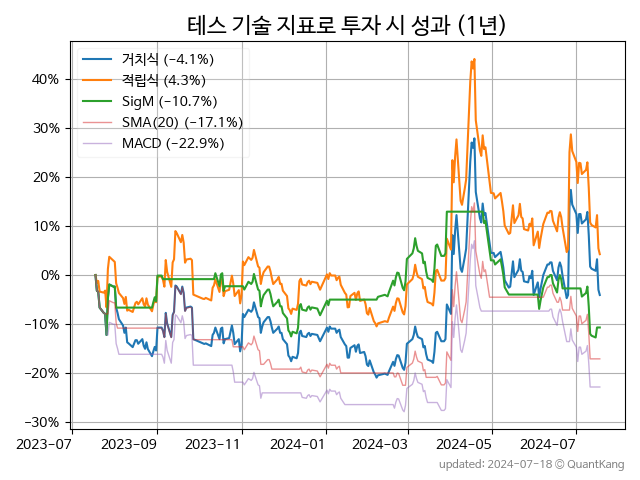 테스 기술 지표로 투자 시 성과 (1년)
거치식 (−4.1%)
적립식 (4.3%)
SigM (−10.7%)
SMA(20) (−17.1%)
MACD (−22.9%)
40%
30%
20%
10%
0%
−10%
−20%
−30%
2023-07 2023-09 2023-11 2024-01 2024-03 2024-05 2024-07
updated: 2024-07-18 ⓒ QuantKang